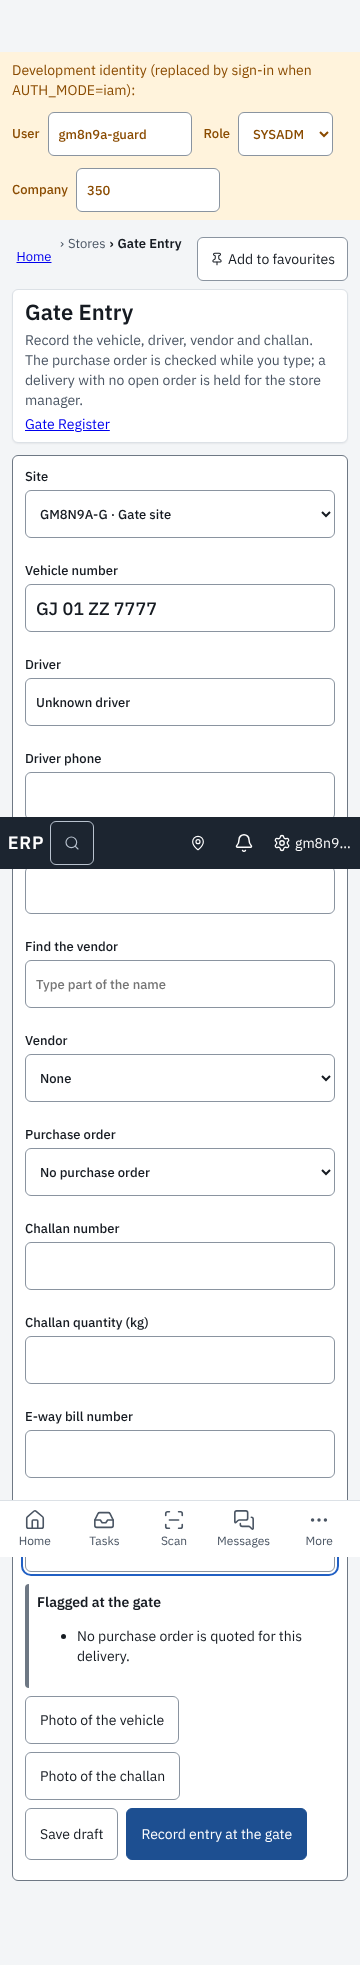 Development identity (replaced by sign-in when
AUTH_MODE=iam):
User gm8n9a-guard Role SYSADM
Company 350
Home › Stores › Gate Entry Add to favourites
Gate Entry
Record the vehicle, driver, vendor and challan.
The purchase order is checked while you type; a
delivery with no open order is held for the store
manager.
Gate Register
Site
GM8N9A-G · Gate site
Vehicle number
GJ 01 ZZ 7777
Driver
Unknown driver
Driver phone
ERP gm8n9...
Find the vendor
Type part of the name
Vendor
None
Purchase order
No purchase order
Challan number
Challan quantity (kg)
E-way bill number
Home Tasks Scan Messages More
Flagged at the gate
• No purchase order is quoted for this
delivery.
Photo of the vehicle
Photo of the challan
Save draft Record entry at the gate